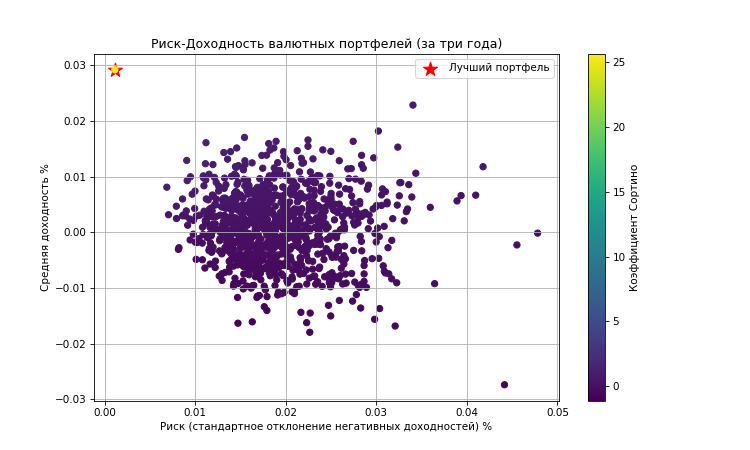 Риск-Доходность валютных портфелей (за три года)
Лучший портфель
Средняя доходность %
0.03
0.02
0.01
0.00
−0.01
−0.02
−0.03
0.00 0.01 0.02 0.03 0.04 0.05
Риск (стандартное отклонение негативных доходностей) %
25
20
15
10
5
0
Коэффициент Сортино